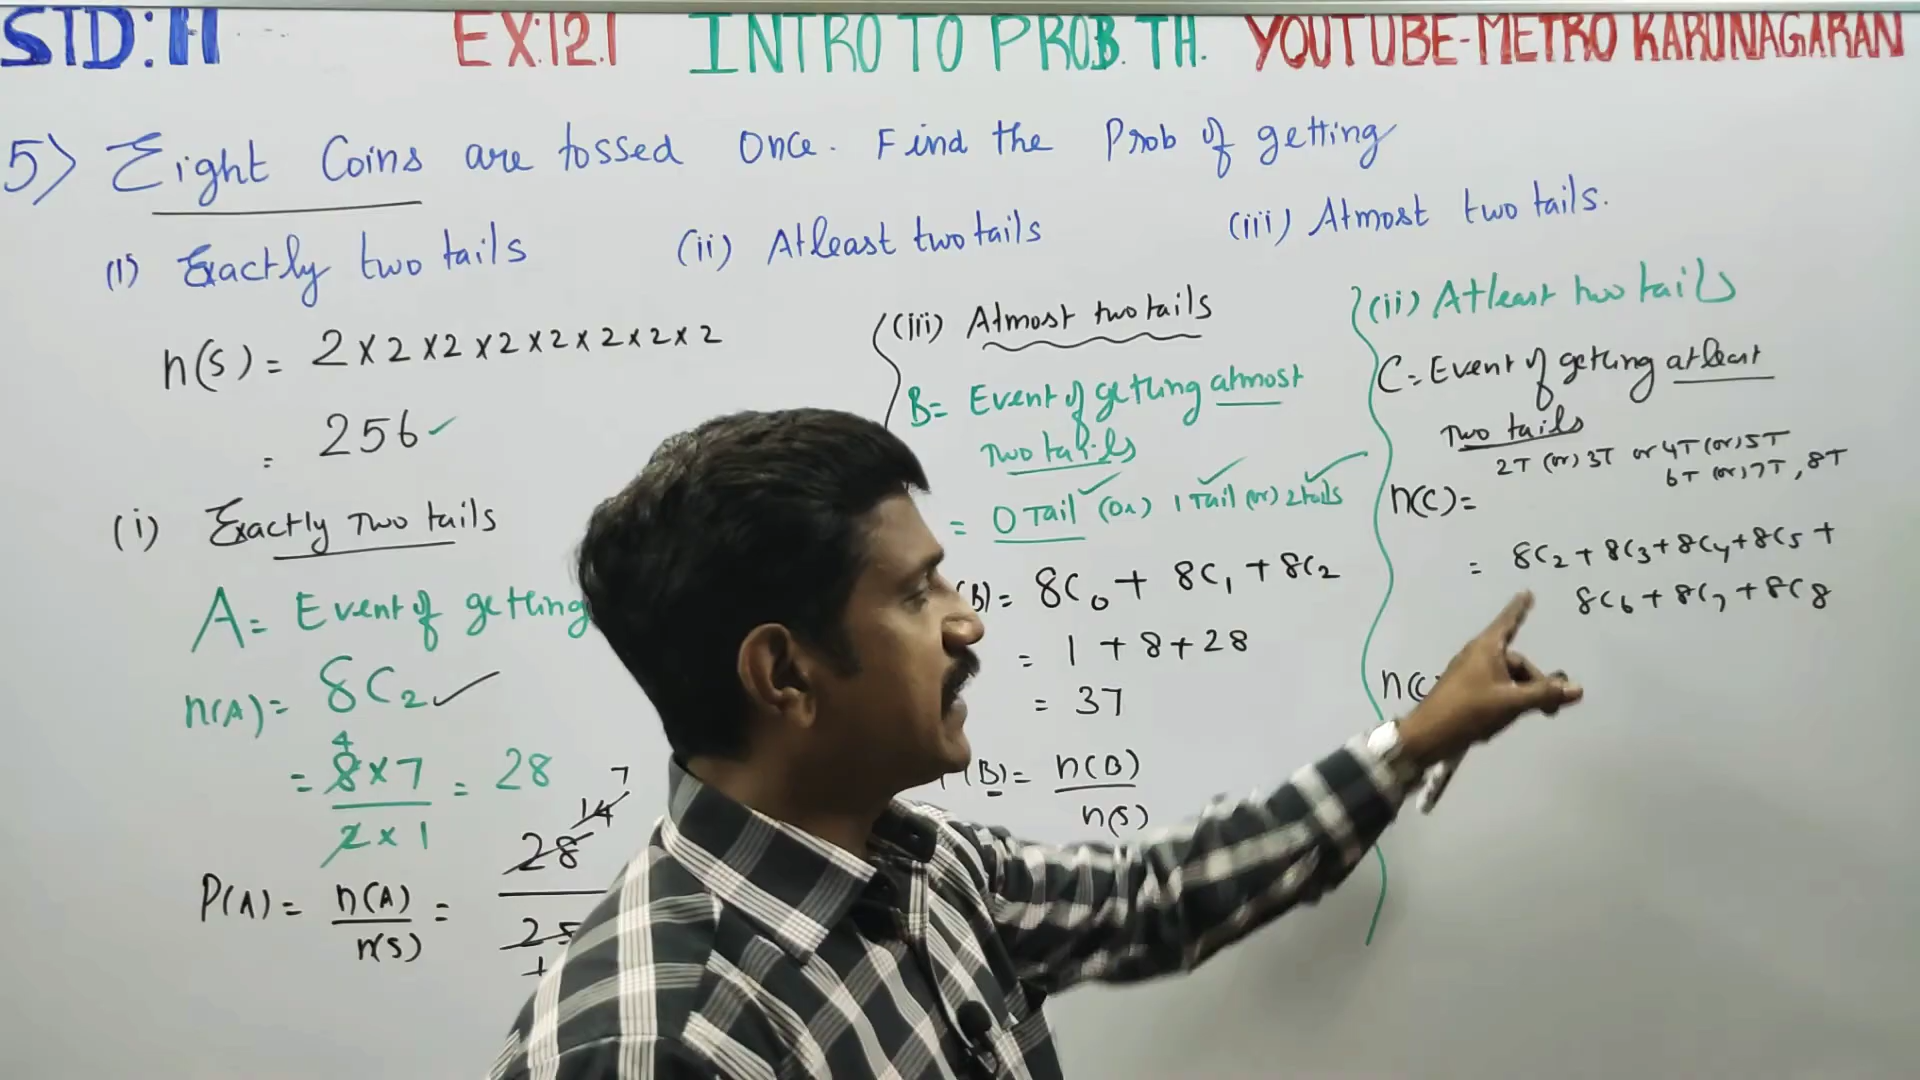 STD:11 EX:12.1 INTRO TO PROB. TH. YOUTUBE-METRO KARUNAGARAN
5) Eight Coins are tossed Once. Find the Prob of getting
(i) Exactly two tails (ii) Atleast two tails (iii) Atmost two tails.
n(S) = 2×2×2×2×2×2×2×2
= 256 ✓
(i) Exactly Two tails
A = Event of getting
n(A) = 8C₂ ✓
= 8×7 = 28
4
2×1
P(A) = n(A) =
n(S)
28 14 7
(iii) Atmost two tails
B = Event of getting atmost
Two tails
= 0 Tail (or) 1 Tail (or) 2 tails
(B) = 8C₀ + 8C₁ + 8C₂
= 1 + 8 + 28
= 37
(B) = n(B)
n(S)
(ii) Atleast two tails
C = Event of getting atleast
Two tails
2T (or) 3T or 4T (or) 5T
6T (or) 7T, 8T
n(C) =
= 8C₂ + 8C₃ + 8C₄ + 8C₅ +
8C₆ + 8C₇ + 8C₈
n(C